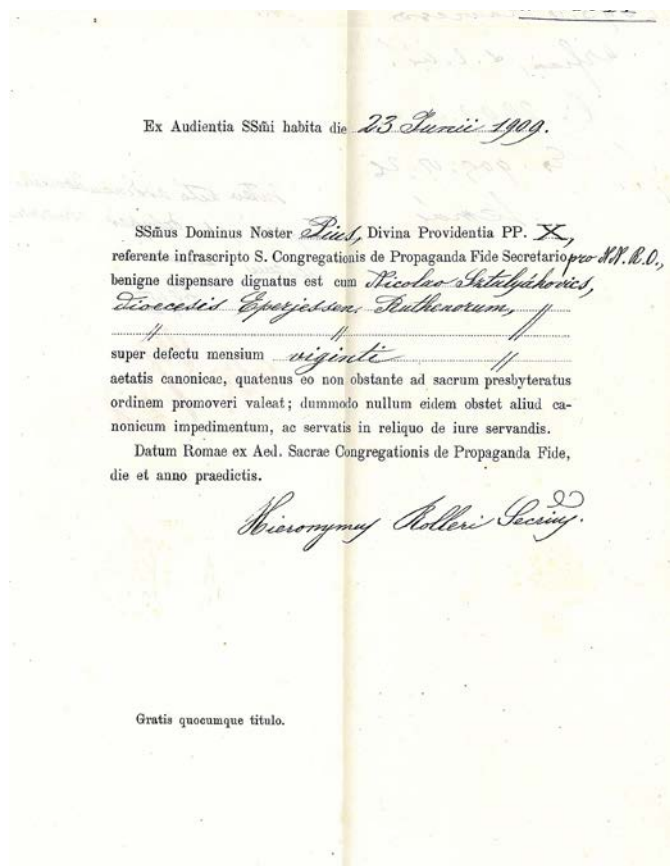 Ex Audientia SSm̃i habita die 23 Junii 1909.
SSm̃us Dominus Noster Pius, Divina Providentia PP. X,
referente infrascripto S. Congregationis de Propaganda Fide Secretario pro N.N. R.O.,
benigne dispensare dignatus est cum Nicolao Sztulyákovics,
dioecesis Eperjessen. Ruthenorum, //
// // //
super defectu mensium viginti //
aetatis canonicae, quatenus eo non obstante ad sacrum presbyteratus
ordinem promoveri valeat; dummodo nullum eidem obstet aliud ca-
nonicum impedimentum, ac servatis in reliquo de iure servandis.
Datum Romae ex Aed. Sacrae Congregationis de Propaganda Fide,
die et anno praedictis.
Hieronymus Rolleri Secrius.
Gratis quocumque titulo.